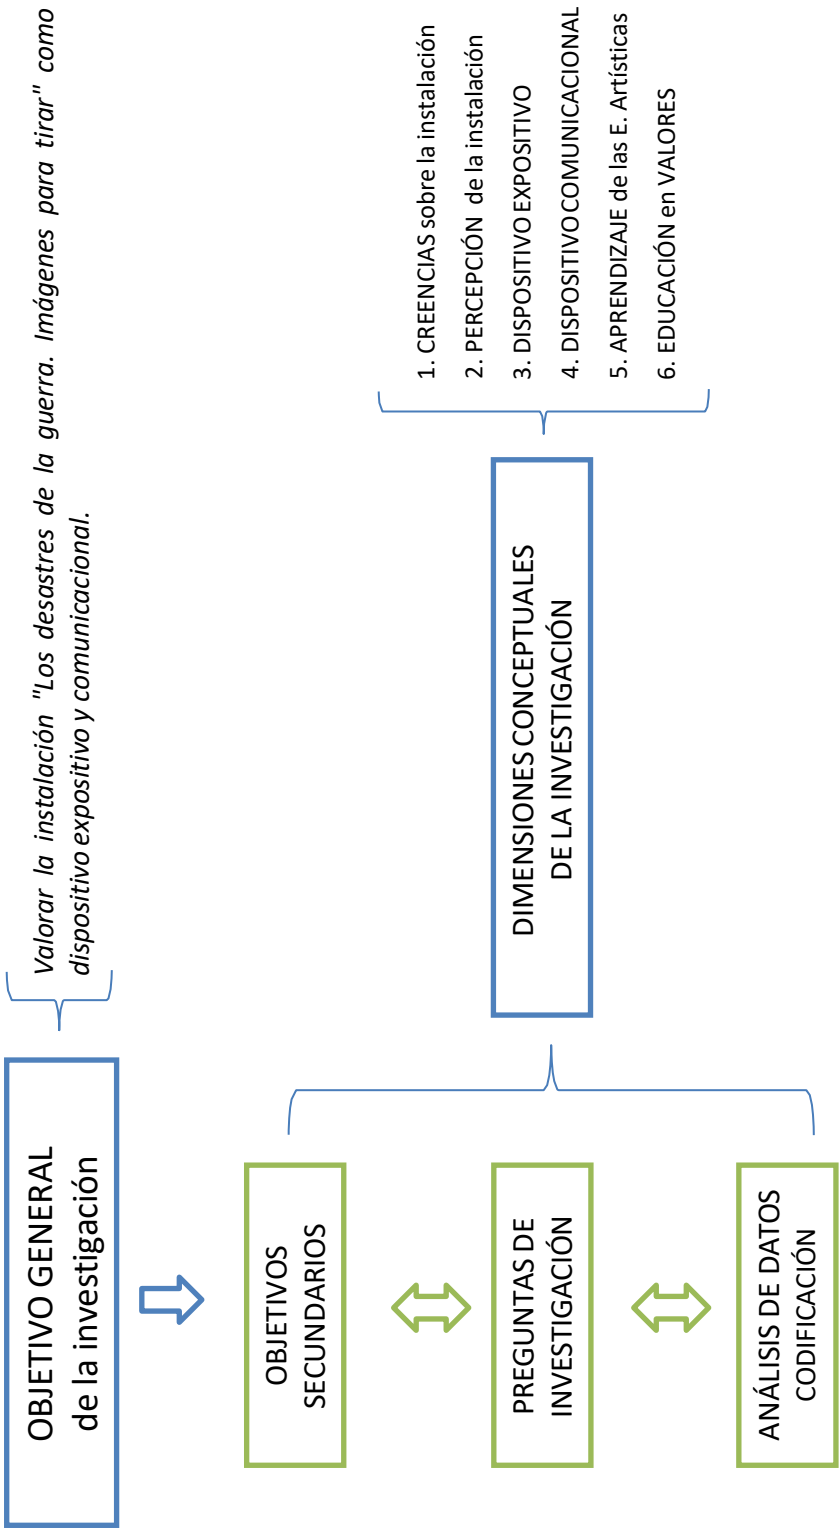 OBJETIVO GENERAL
de la investigación
Valorar la instalación "Los desastres de la guerra. Imágenes para tirar" como
dispositivo expositivo y comunicacional.
OBJETIVOS
SECUNDARIOS
PREGUNTAS DE
INVESTIGACIÓN
ANÁLISIS DE DATOS
CODIFICACIÓN
DIMENSIONES CONCEPTUALES
DE LA INVESTIGACIÓN
1. CREENCIAS sobre la instalación
2. PERCEPCIÓN de la instalación
3. DISPOSITIVO EXPOSITIVO
4. DISPOSITIVO COMUNICACIONAL
5. APRENDIZAJE de las E. Artísticas
6. EDUCACIÓN en VALORES